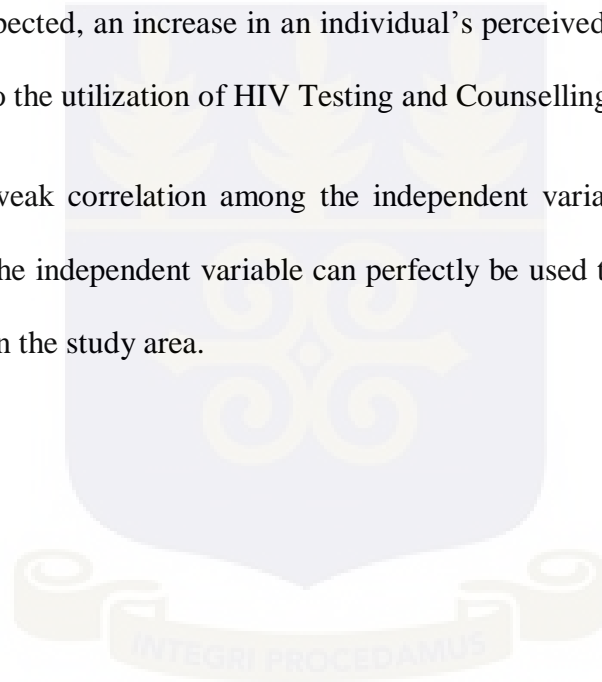 pected, an increase in an individual’s perceived
o the utilization of HIV Testing and Counselling
veak correlation among the independent varia
he independent variable can perfectly be used t
n the study area.
INTEGRI PROCEDAMUS